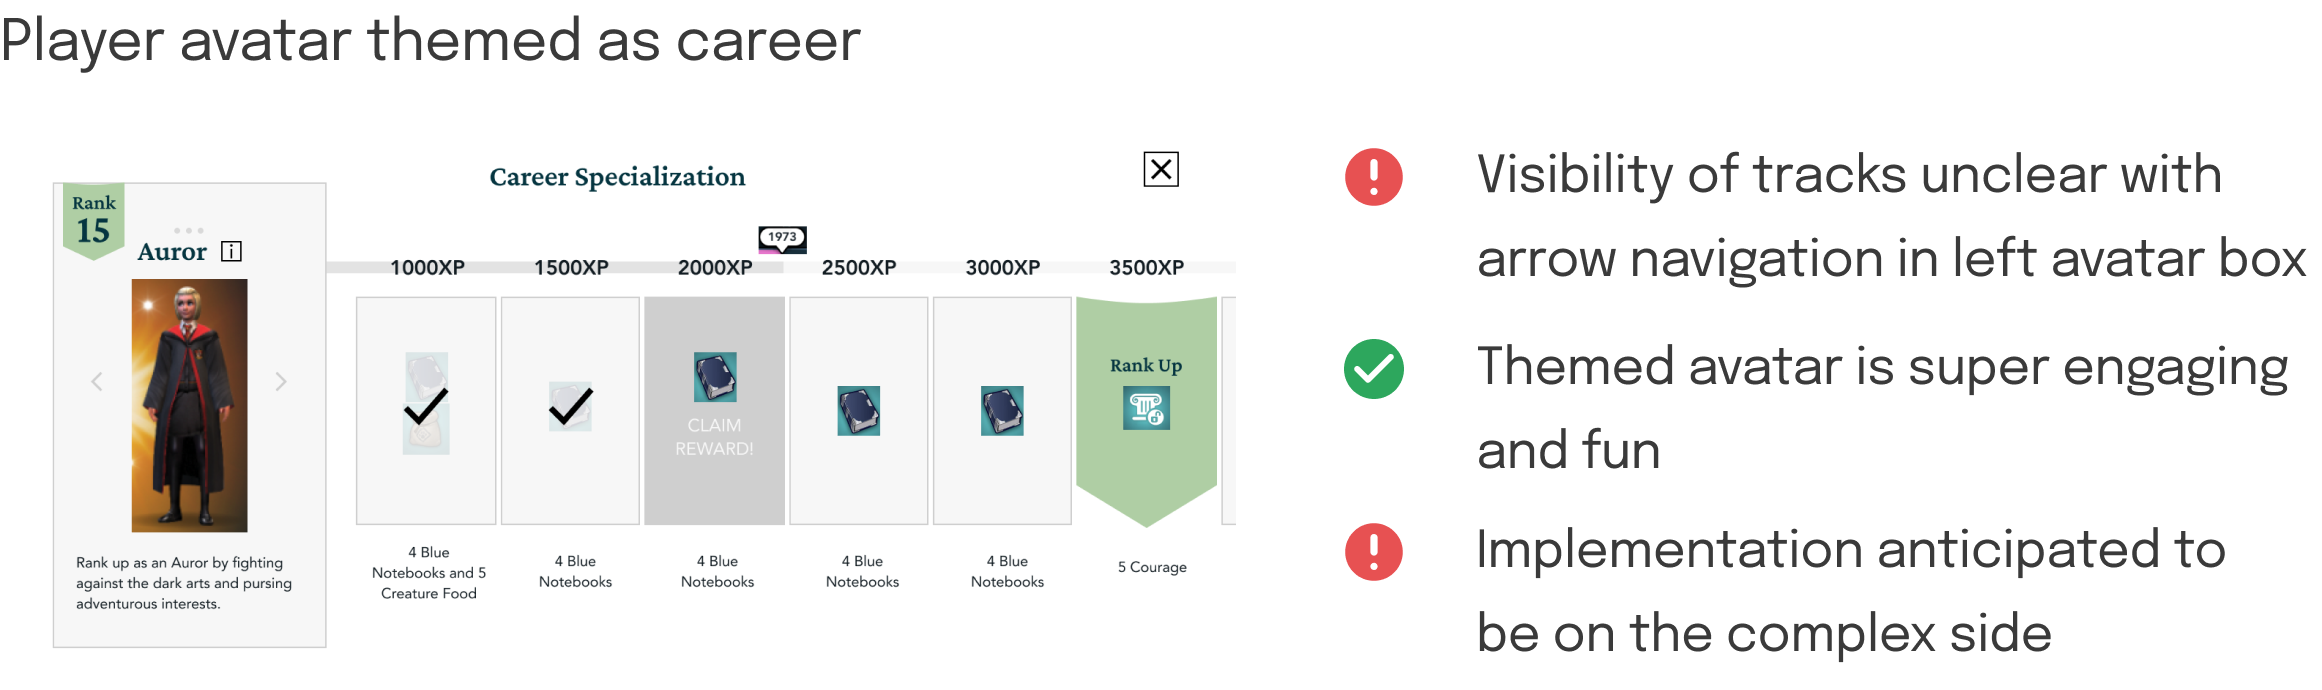 Player avatar themed as career
Career Specialization
Rank
15
Auror
i
Rank up as an Auror by fighting
against the dark arts and pursing
adventurous interests.
1973
1000XP 1500XP 2000XP 2500XP 3000XP 3500XP
CLAIM
REWARD!
Rank Up
4 Blue
Notebooks and 5
Creature Food
4 Blue
Notebooks
4 Blue
Notebooks
4 Blue
Notebooks
4 Blue
Notebooks
5 Courage
Visibility of tracks unclear with
arrow navigation in left avatar box
Themed avatar is super engaging
and fun
Implementation anticipated to
be on the complex side